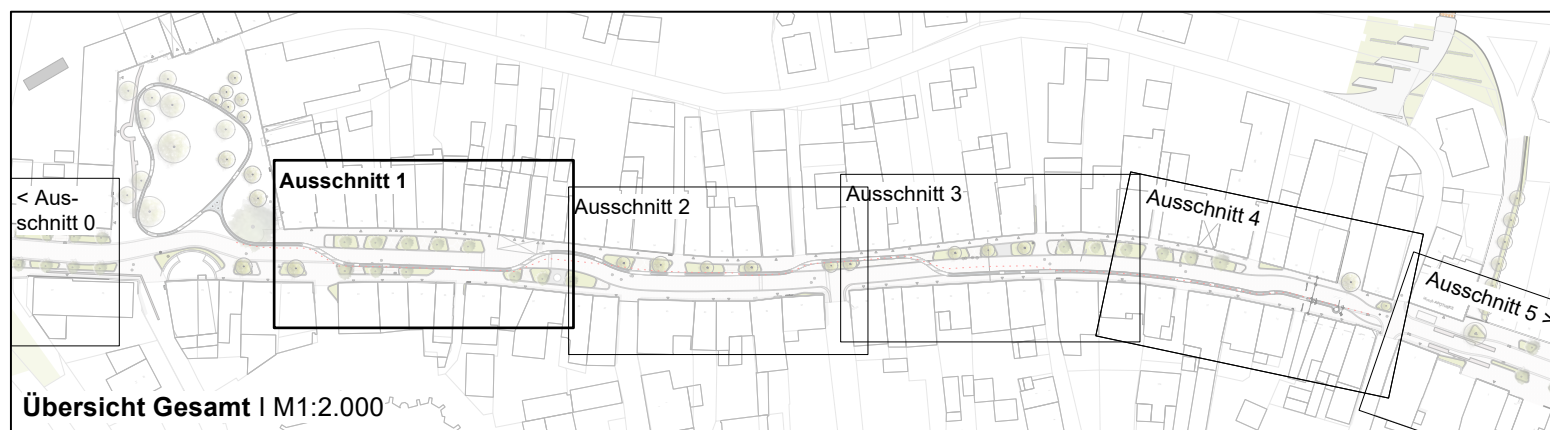 < Aus-
schnitt 0
Ausschnitt 1
Ausschnitt 2
Ausschnitt 3
Ausschnitt 4
Ausschnitt 5 >
Übersicht Gesamt I M1:2.000